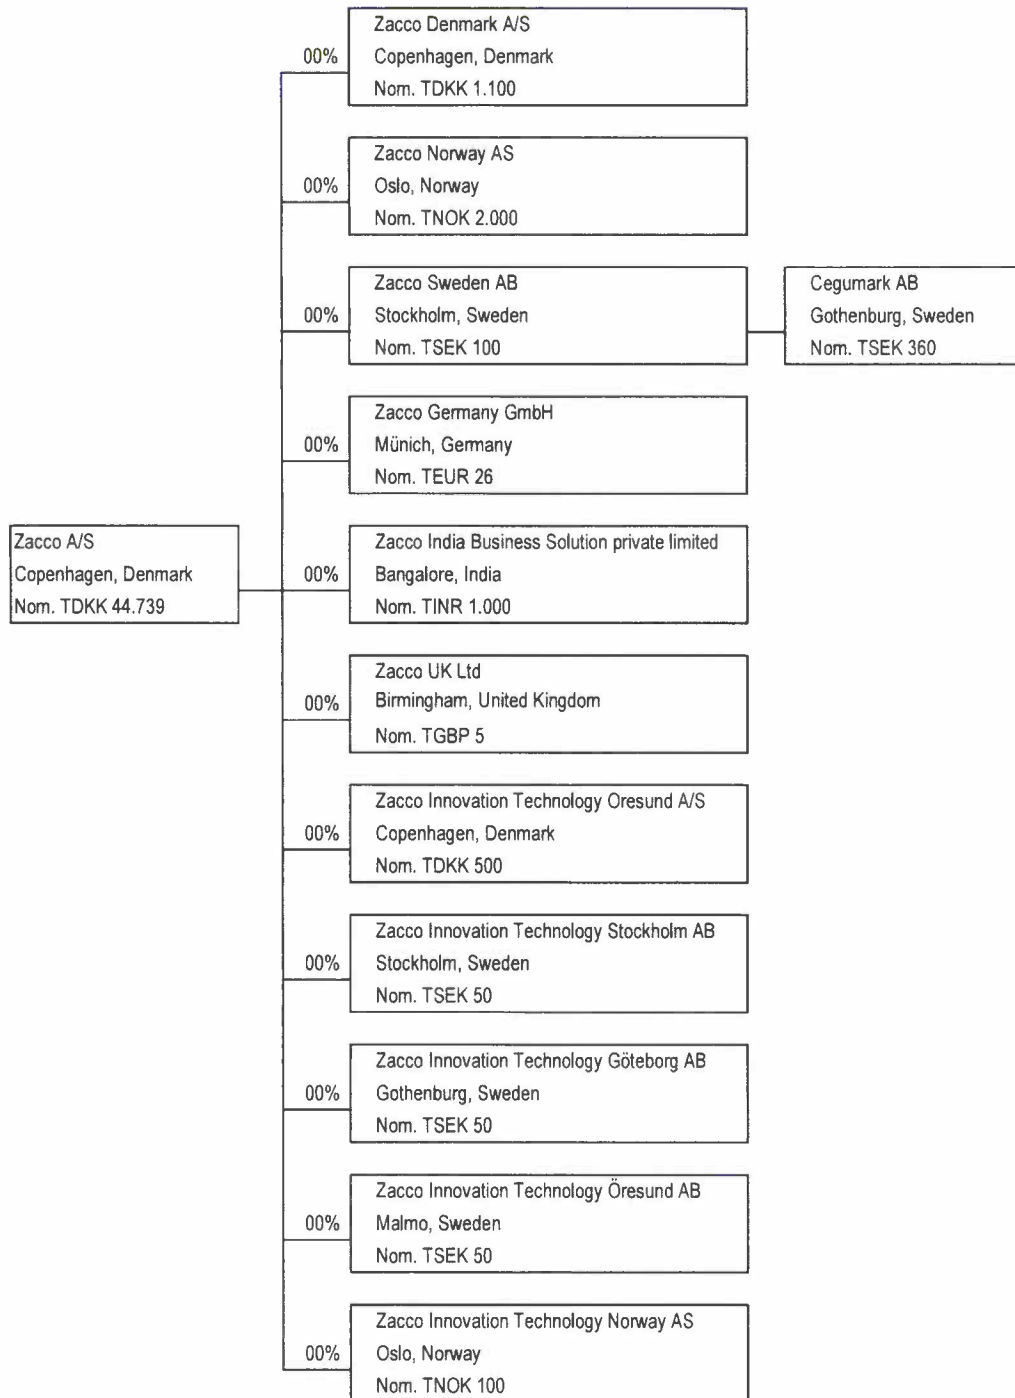 Zacco Denmark A/S
00% Copenhagen, Denmark
Nom. TDKK 1.100
Zacco Norway AS
00% Oslo, Norway
Nom. TNOK 2.000
Zacco Sweden AB
00% Stockholm, Sweden
Nom. TSEK 100
Cegumark AB
Gothenburg, Sweden
Nom. TSEK 360
Zacco Germany GmbH
00% Münich, Germany
Nom. TEUR 26
Zacco A/S
Copenhagen, Denmark
Nom. TDKK 44.739
Zacco India Business Solution private limited
00% Bangalore, India
Nom. TINR 1.000
Zacco UK Ltd
00% Birmingham, United Kingdom
Nom. TGBP 5
Zacco Innovation Technology Oresund A/S
00% Copenhagen, Denmark
Nom. TDKK 500
Zacco Innovation Technology Stockholm AB
00% Stockholm, Sweden
Nom. TSEK 50
Zacco Innovation Technology Göteborg AB
00% Gothenburg, Sweden
Nom. TSEK 50
Zacco Innovation Technology Öresund AB
00% Malmo, Sweden
Nom. TSEK 50
Zacco Innovation Technology Norway AS
00% Oslo, Norway
Nom. TNOK 100